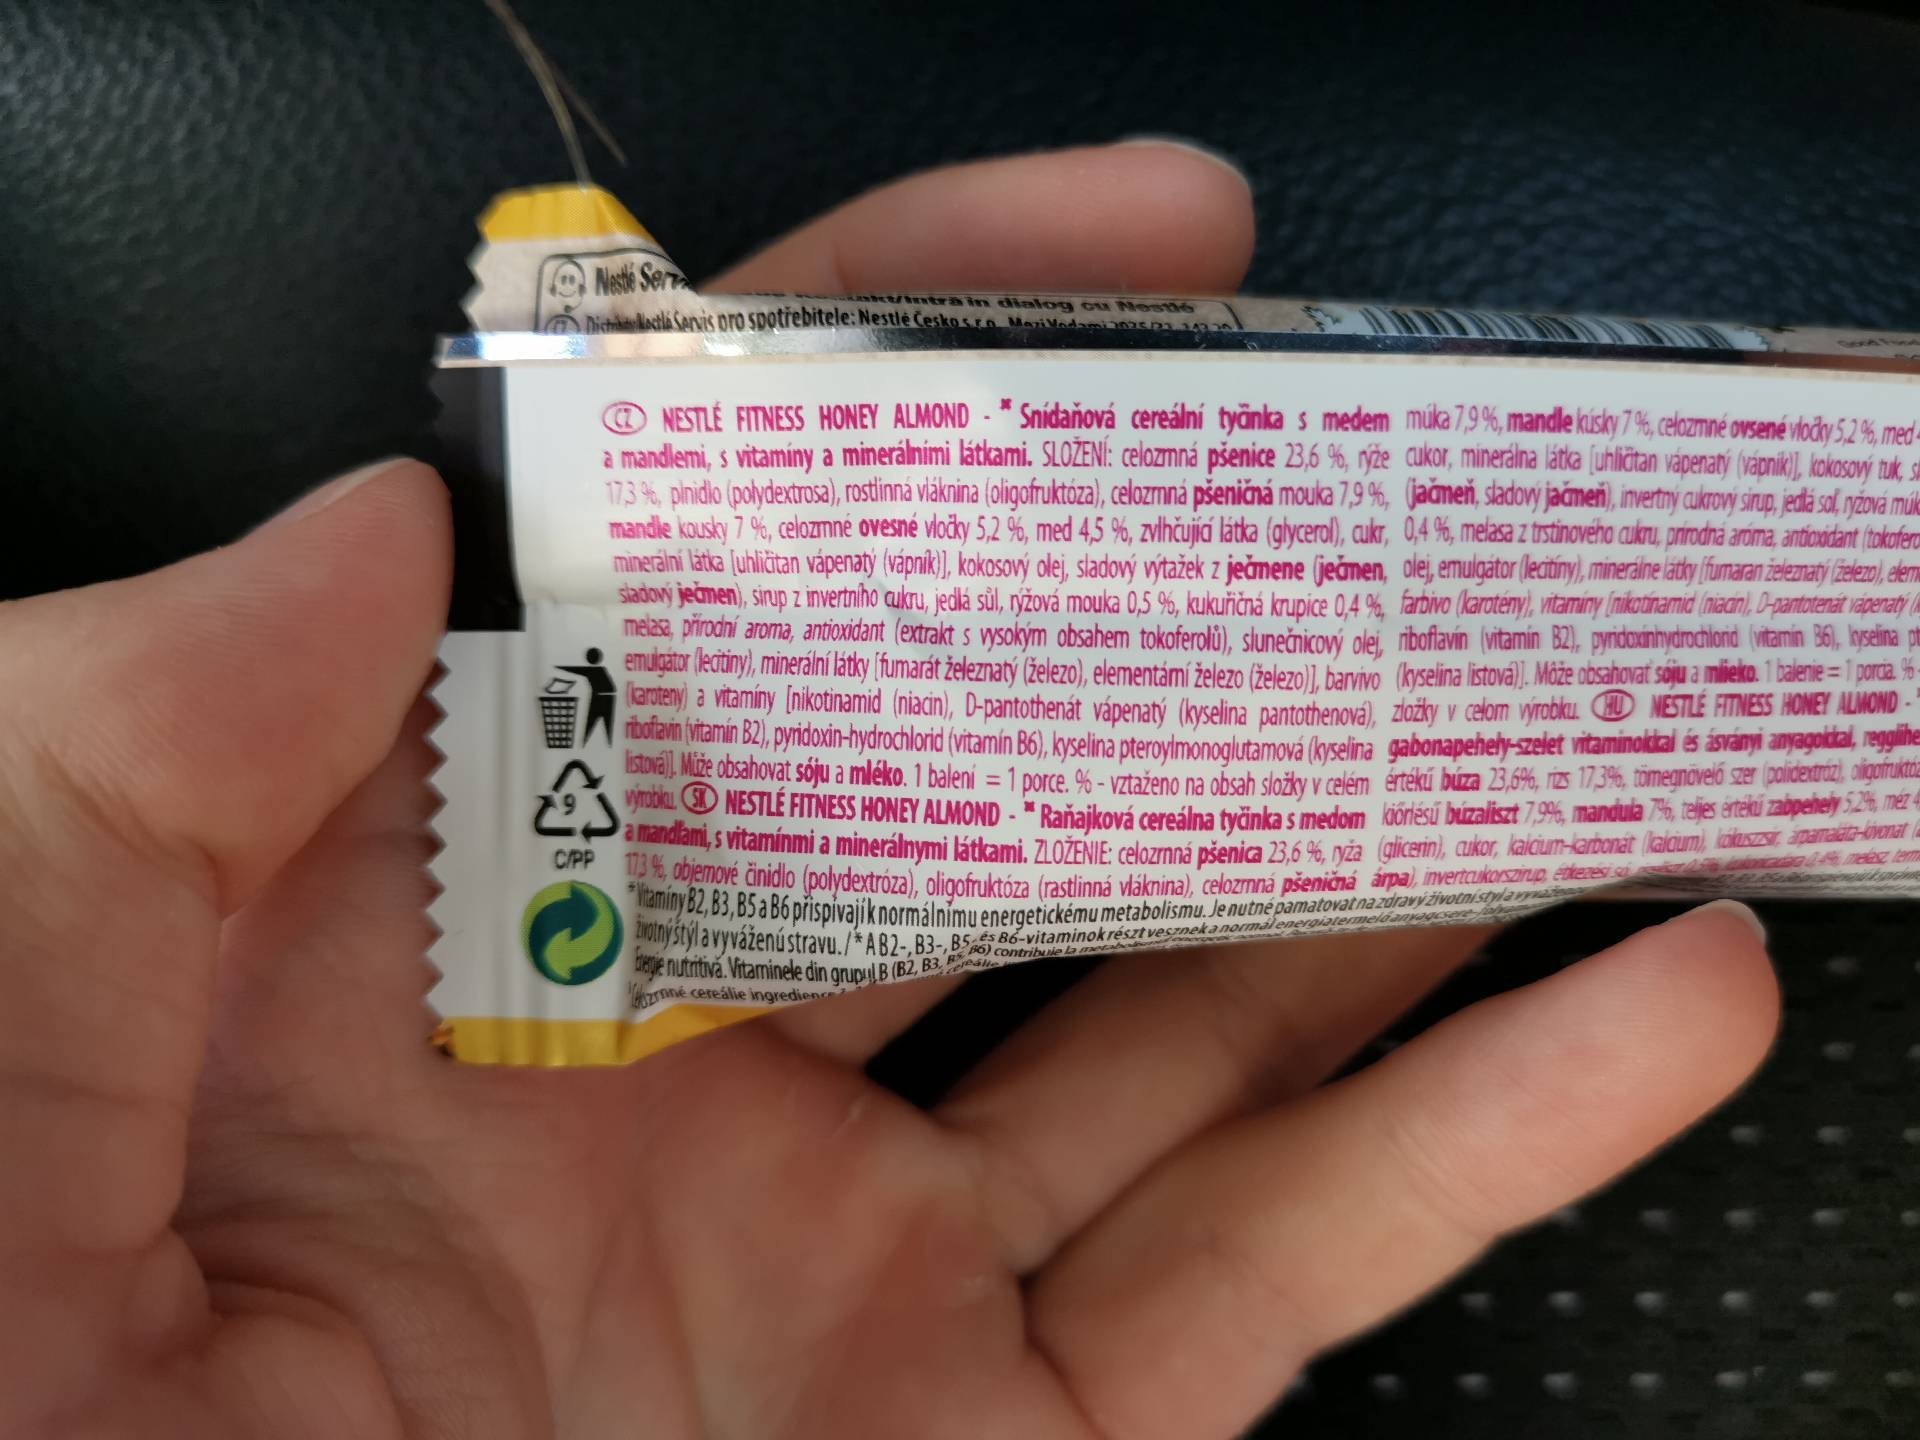 Nestlé
Servis pro spotřebitele: Nestlé Česko s.r.o.
dialog cu Nestlé
CZ NESTLÉ FITNESS HONEY ALMOND - * Snídaňová cereální tyčinka s medem
a mandlemi, s vitamíny a minerálními látkami. SLOŽENÍ: celozrnná pšenice 23,6 %, rýže
17,3 %, plnidlo (polydextrosa), rostlinná vláknina (oligofruktóza), celozrnná pšeničná mouka 7,9 %,
mandle kousky 7 %, celozrnné ovesné vločky 5,2 %, med 4,5 %, zvlhčující látka (glycerol), cukr,
minerální látka [uhličitan vápenatý (vápník)], kokosový olej, sladový výtažek z ječmene (ječmen,
sladový ječmen), sirup z invertního cukru, jedlá sůl, rýžová mouka 0,5 %, kukuřičná krupice 0,4 %,
melasa, přírodní aroma, antioxidant (extrakt s vysokým obsahem tokoferolů), slunečnicový olej,
emulgátor (lecitiny), minerální látky [fumarát železnatý (železo), elementární železo (železo)], barvivo
(karoteny) a vitamíny [nikotinamid (niacin), D-pantothenát vápenatý (kyselina pantothenová),
riboflavin (vitamín B2), pyridoxin-hydrochlorid (vitamín B6), kyselina pteroylmonoglutamová (kyselina
listová)]. Může obsahovat sóju a mléko. 1 balení = 1 porce. % - vztaženo na obsah složky v celém
výrobku. SK NESTLÉ FITNESS HONEY ALMOND - * Raňajková cereálna tyčinka s medom
a mandľami, s vitamínmi a minerálnymi látkami. ZLOŽENIE: celozrnná pšenica 23,6 %, ryža
17,3 %, objemové činidlo (polydextróza), oligofruktóza (rastlinná vláknina), celozrnná pšeničná
múka 7,9 %, mandle kúsky 7 %, celozrnné ovsené vločky 5,2 %, med
cukor, minerálna látka [uhličitan vápenatý (vápnik)], kokosový tuk,
(jačmeň, sladový jačmeň), invertný cukrový sirup, jedlá soľ, ryžová
0,4 %, melasa z trstinového cukru, prírodná aróma, antioxidant
olej, emulgátor (lecitíny), minerálne látky [fumaran železnatý (železo),
farbivo (karotény), vitamíny [nikotínamid (niacín), D-pantotenát vápenatý
riboflavín (vitamín B2), pyridoxínhydrochlorid (vitamín B6), kyselina
(kyselina listová)]. Môže obsahovať sóju a mlieko. 1 balenie = 1 porcia. %
zložky v celom výrobku. HU NESTLÉ FITNESS HONEY ALMOND -
gabonapehely-szelet vitaminokkal és ásványi anyagokkal,
értékű búza 23,6%, rizs 17,3%, tömegnövelő szer (polidextróz),
kiőrlésű búzaliszt 7,9%, mandula 7%, teljes értékű zabpehely 5,2%, méz
(glicerin), cukor, kalcium-karbonát (kalcium), kókuszzsír,
árpa), invertcukorszirup, étkezési só,
*Vitamíny B2, B3, B5 a B6 přispívají k normálnímu energetickému metabolismu. Je nutné pamatovat na zdravý životní styl a
životný štýl a vyváženú stravu. / * A B2-, B3-, B5- és B6-vitaminok részt vesznek a normál energiatermelő
nutritivă. Vitaminele din grupul B (B2, B3, B5, B6) contribuie la
cereálie
9
C/PP